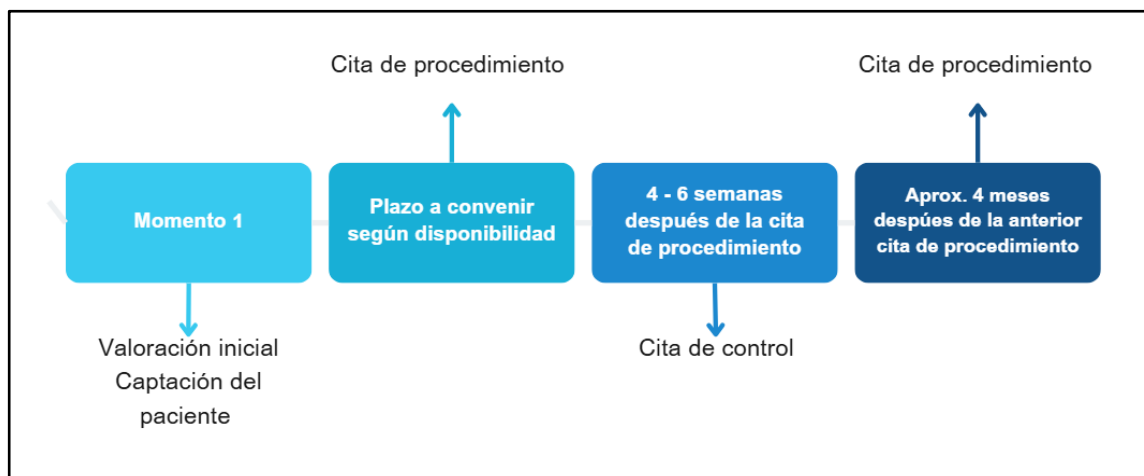 Cita de procedimiento
Cita de procedimiento
Momento 1
Plazo a convenir
según disponibilidad
4 - 6 semanas
después de la cita
de procedimiento
Aprox. 4 meses
despúes de la anterior
cita de procedimiento
Valoración inicial
Captación del
paciente
Cita de control